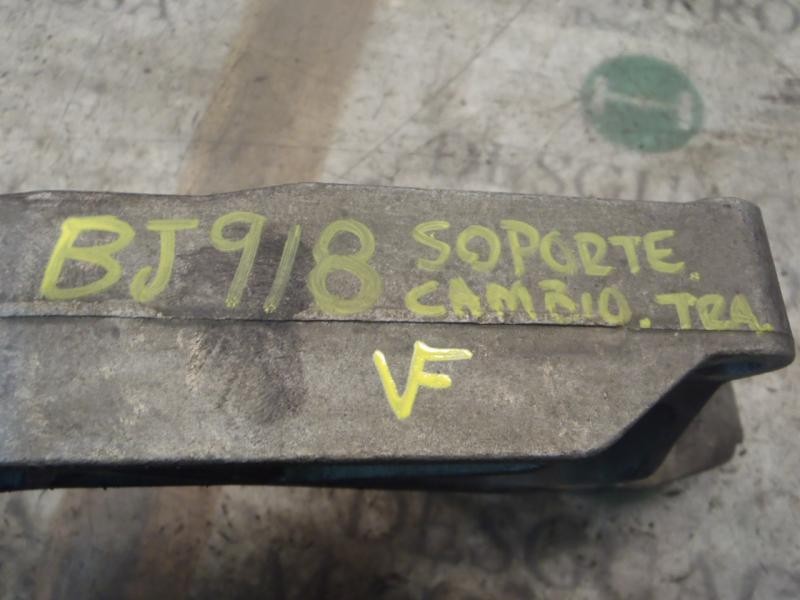 BJ918 SOPORTE.
CAMBIO. TRA.
VF